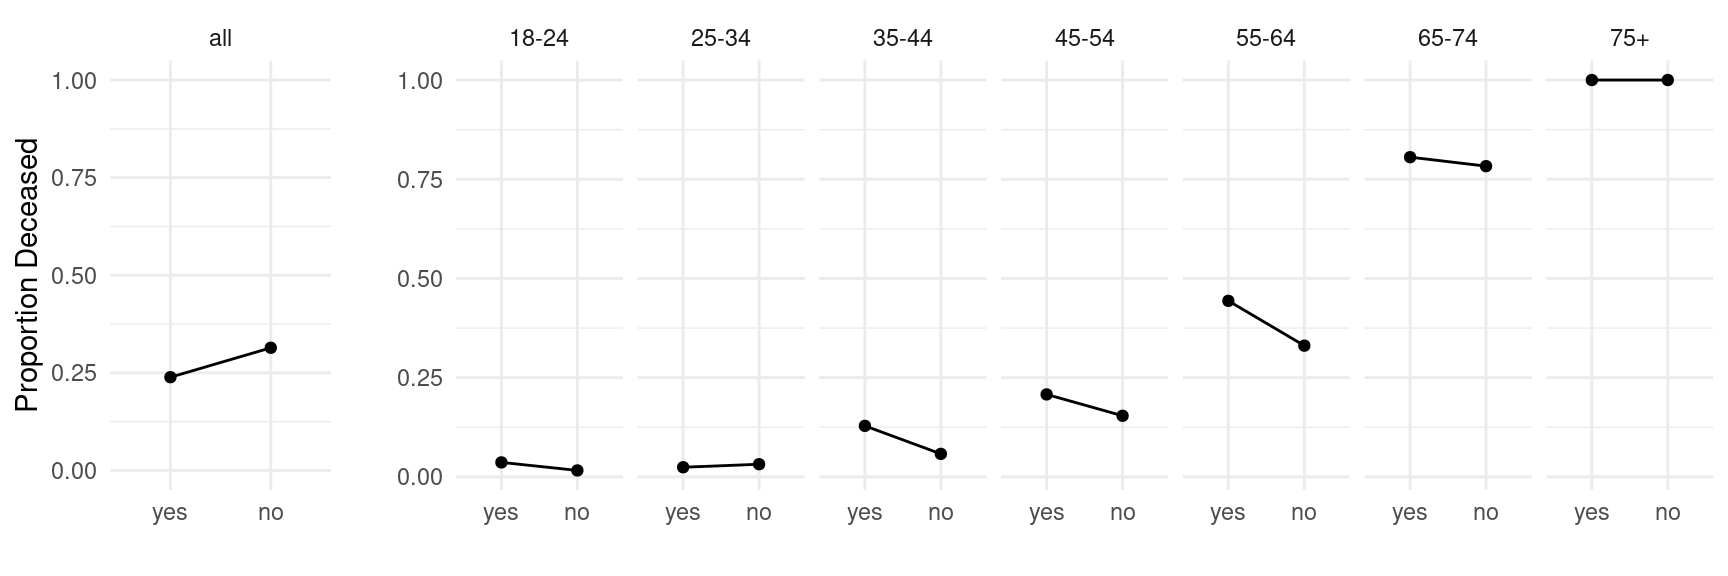 all
18-24 25-34 35-44 45-54 55-64 65-74 75+
Proportion Deceased
1.00 1.00
0.75 0.75
0.50 0.50
0.25 0.25
0.00 0.00
yes no yes no yes no yes no yes no yes no yes no yes no